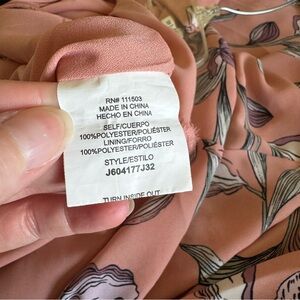 RN# 111503
MADE IN CHINA
HECHO EN CHINA
SELF/CUERPO
100%POLYESTER/POLIÉSTER
LINING/FORRO
100%POLYESTER/POLIÉSTER
STYLE/ESTILO
J604177J32
TURN INSIDE OUT